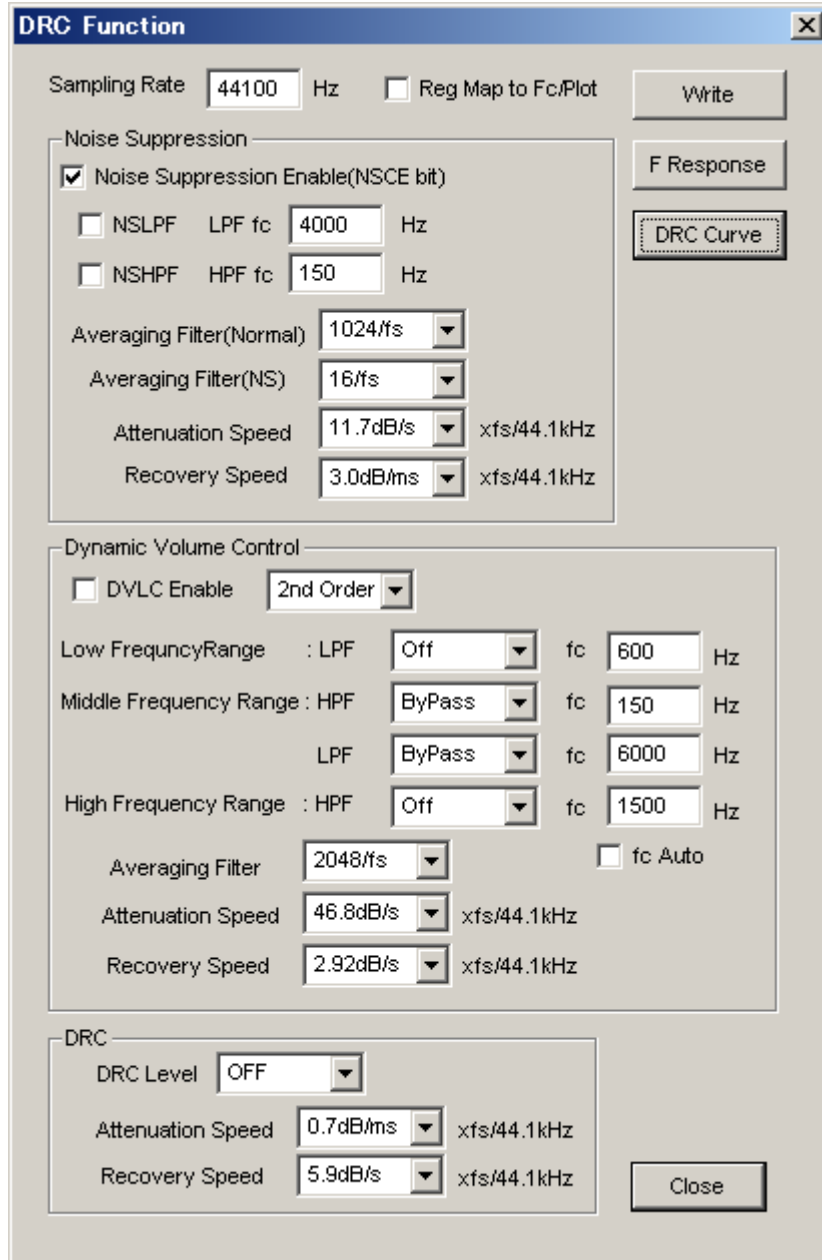 DRC Function
Sampling Rate 44100 Hz Reg Map to Fc/Plot Write
Noise Suppression
Noise Suppression Enable(NSCE bit) F Response
NSLPF LPF fc 4000 Hz DRC Curve
NSHPF HPF fc 150 Hz
Averaging Filter(Normal) 1024/fs
Averaging Filter(NS) 16/fs
Attenuation Speed 11.7dB/s xfs/44.1kHz
Recovery Speed 3.0dB/ms xfs/44.1kHz
Dynamic Volume Control
DVLC Enable 2nd Order
Low FrequncyRange : LPF Off fc 600 Hz
Middle Frequency Range : HPF ByPass fc 150 Hz
LPF ByPass fc 6000 Hz
High Frequency Range : HPF Off fc 1500 Hz
Averaging Filter 2048/fs fc Auto
Attenuation Speed 46.8dB/s xfs/44.1kHz
Recovery Speed 2.92dB/s xfs/44.1kHz
DRC
DRC Level OFF
Attenuation Speed 0.7dB/ms xfs/44.1kHz
Recovery Speed 5.9dB/s xfs/44.1kHz Close